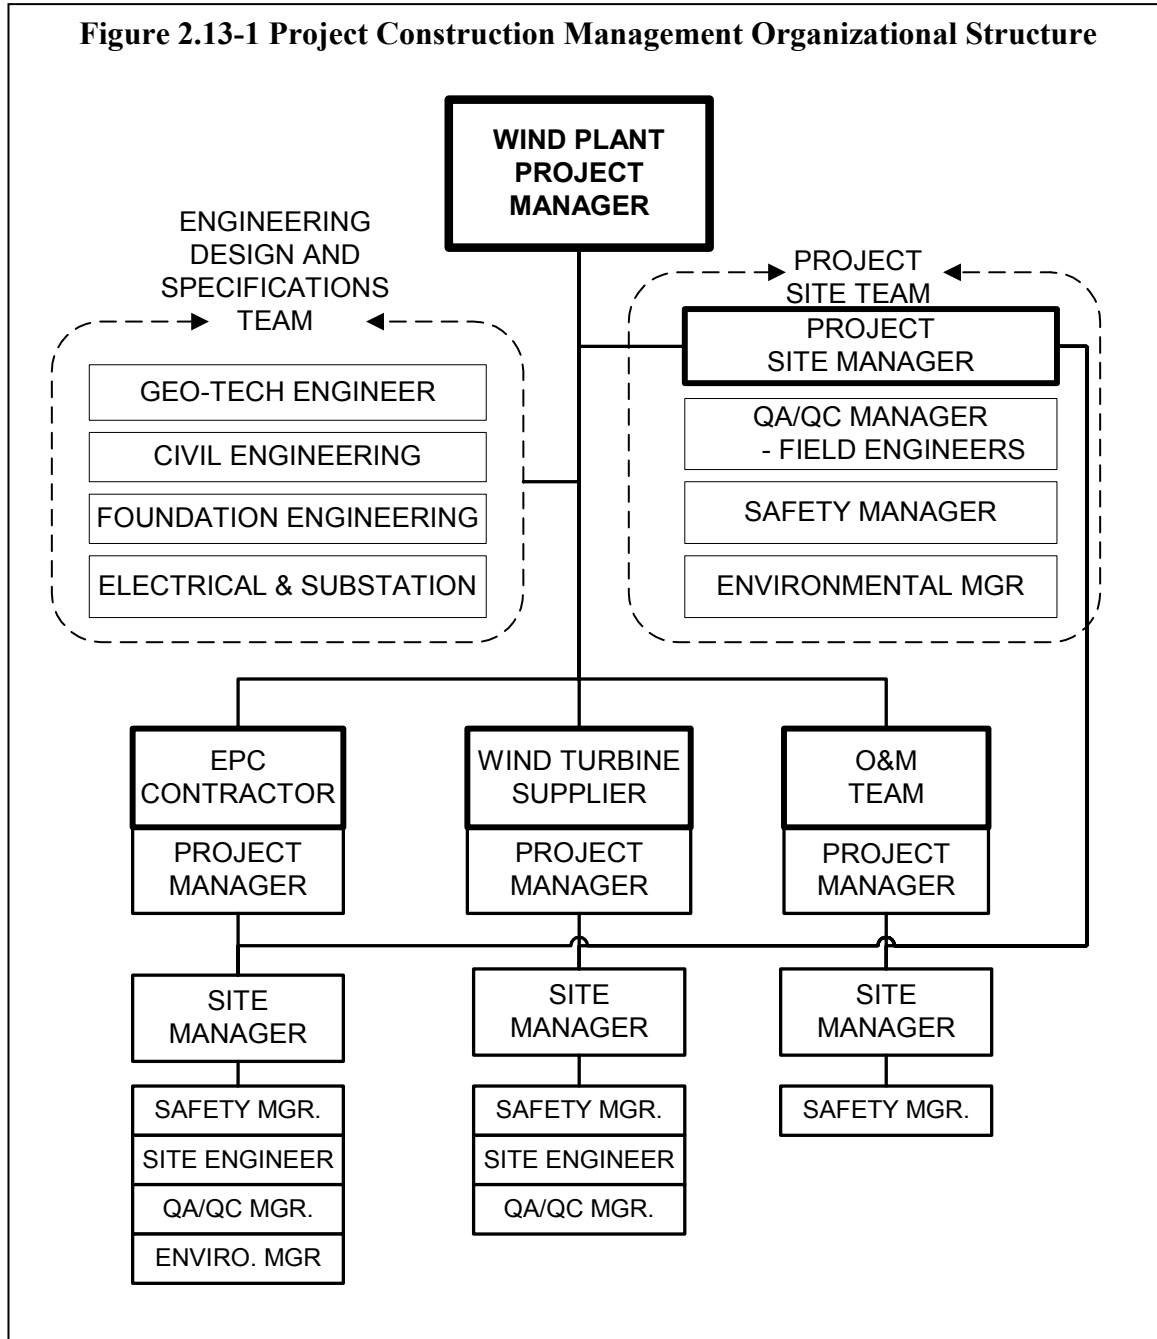 Figure 2.13-1 Project Construction Management Organizational Structure
WIND PLANT
PROJECT
MANAGER
ENGINEERING
DESIGN AND
SPECIFICATIONS
TEAM
GEO-TECH ENGINEER
CIVIL ENGINEERING
FOUNDATION ENGINEERING
ELECTRICAL & SUBSTATION
PROJECT
SITE TEAM
PROJECT
SITE MANAGER
QA/QC MANAGER
- FIELD ENGINEERS
SAFETY MANAGER
ENVIRONMENTAL MGR
EPC
CONTRACTOR
PROJECT
MANAGER
SITE
MANAGER
SAFETY MGR.
SITE ENGINEER
QA/QC MGR.
ENVIRO. MGR
WIND TURBINE
SUPPLIER
PROJECT
MANAGER
SITE
MANAGER
SAFETY MGR.
SITE ENGINEER
QA/QC MGR.
O&M
TEAM
PROJECT
MANAGER
SITE
MANAGER
SAFETY MGR.